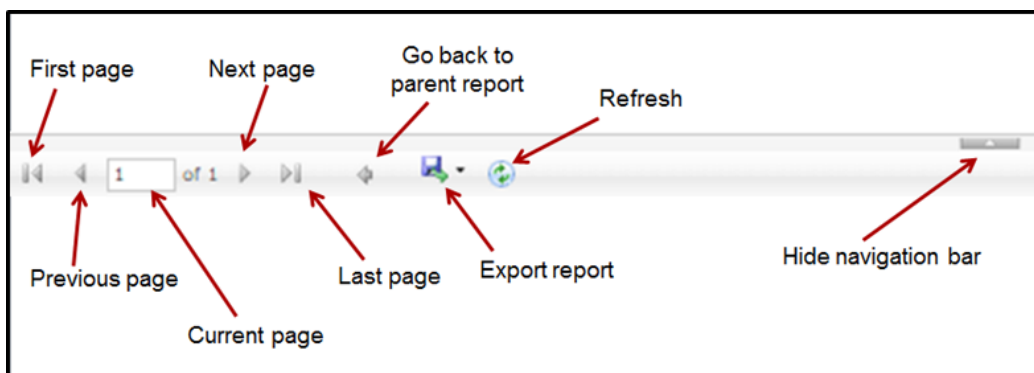 First page
Next page
Go back to
parent report
Refresh
1
of 1
Previous page
Current page
Last page
Export report
Hide navigation bar